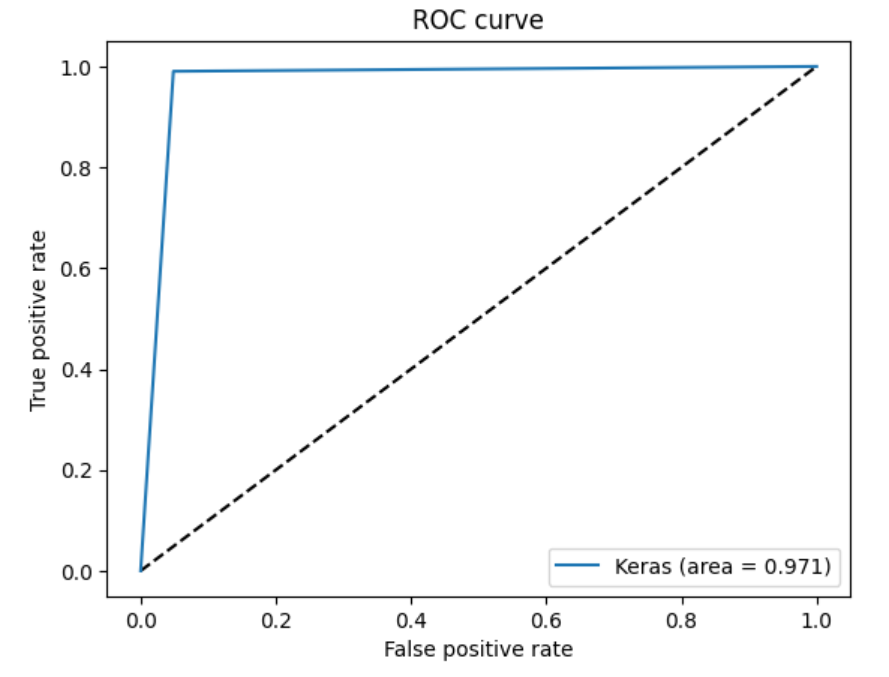 ROC curve
True positive rate
1.0
0.8
0.6
0.4
0.2
0.0
Keras (area = 0.971)
0.0 0.2 0.4 0.6 0.8 1.0
False positive rate